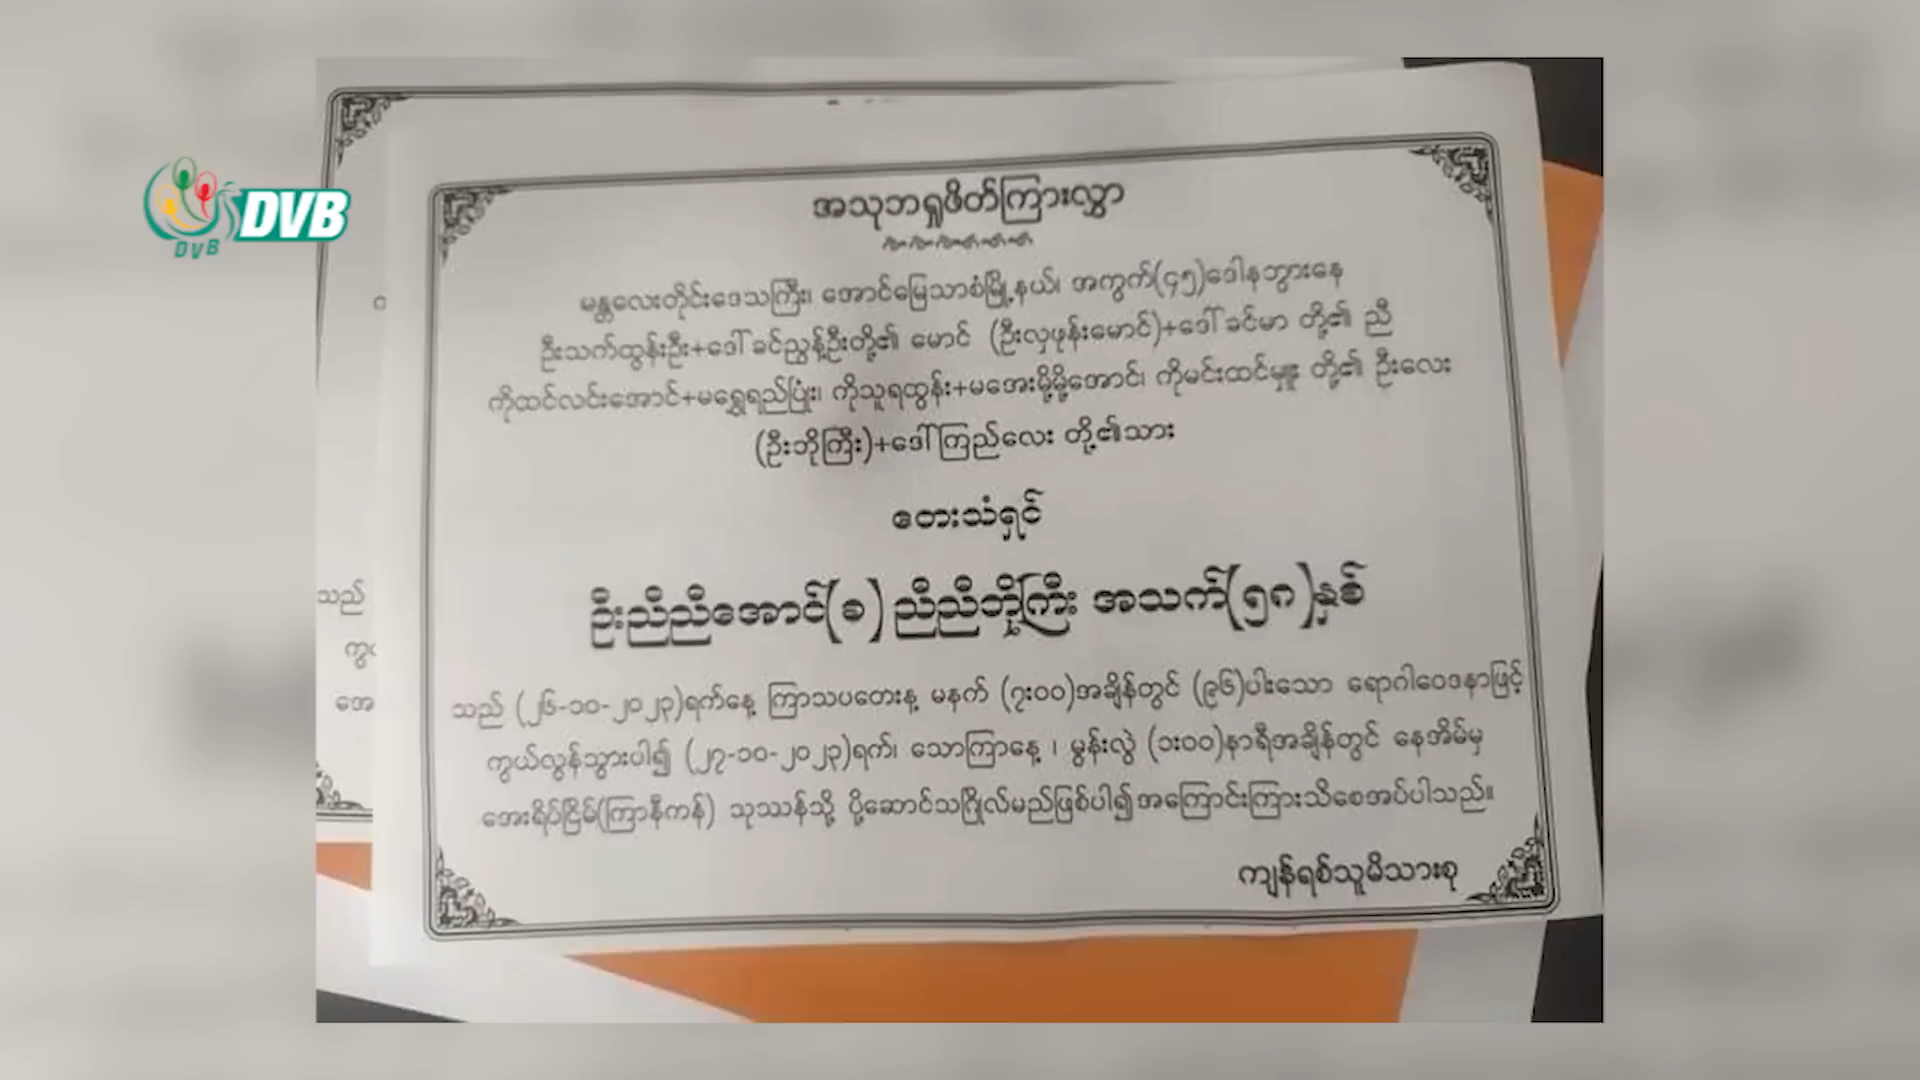 DVB
DVB
အသုဘရှုဖိတ်ကြားလွှာ
မန္တလေးတိုင်းဒေသကြီး၊ အောင်မြေသာစံမြို့နယ်၊ အကွက်(၄၅)ဒေါနဘွားနေ
ဦးသက်ထွန်းဦး+ဒေါ်ခင်ညွန့်ဦးတို့၏ မောင် (ဦးလှဖုန်းမောင်)+ဒေါ်ခင်မာ တို့၏ ညီ
ကိုထင်လင်းအောင်+မရွှေရည်ပြုံး၊ ကိုသူရထွန်း+မအေးမို့မို့အောင်၊ ကိုမင်းထင်မှူး တို့၏ ဦးလေး
(ဦးဘိုကြီး)+ဒေါ်ကြည်လေး တို့၏သား
တေးသံရှင်
ဦးညီညီအောင်(ခ) ညီညီဘိုကြီး အသက်(၅၈)နှစ်
သည် (၂၆-၁၀-၂၀၂၃)ရက်နေ့ ကြာသပတေးနေ့ မနက် (၇း၀၀)အချိန်တွင် (၉၆)ပါးသော ရောဂါဝေဒနာဖြင့်
ကွယ်လွန်သွားပါ၍ (၂၇-၁၀-၂၀၂၃)ရက်၊ သောကြာနေ့ ၊ မွန်းလွဲ (၁း၀၀)နာရီအချိန်တွင် နေအိမ်မှ
အေးရိပ်ငြိမ်(ကြာနီကန်) သုဿန်သို့ ပို့ဆောင်သဂြိုလ်မည်ဖြစ်ပါ၍အကြောင်းကြားသိစေအပ်ပါသည်။
ကျန်ရစ်သူမိသားစု
သည်